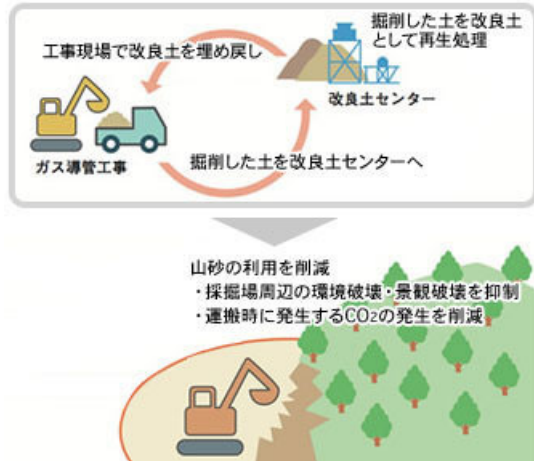 掘削した土を改良土
として再生処理
工事現場で改良土を埋め戻し
改良土センター
ガス導管工事
掘削した土を改良土センターへ
山砂の利用を削減
・採掘場周辺の環境破壊・景観破壊を抑制
・運搬時に発生するCO2の発生を削減